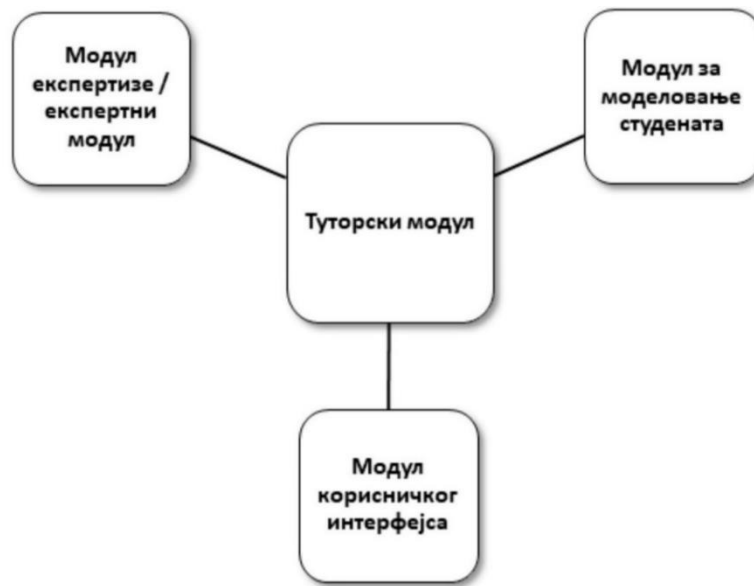 Модул
експертизе /
експертни
модул
Модул за
моделовање
студената
Туторски модул
Модул
корисничког
интерфејса